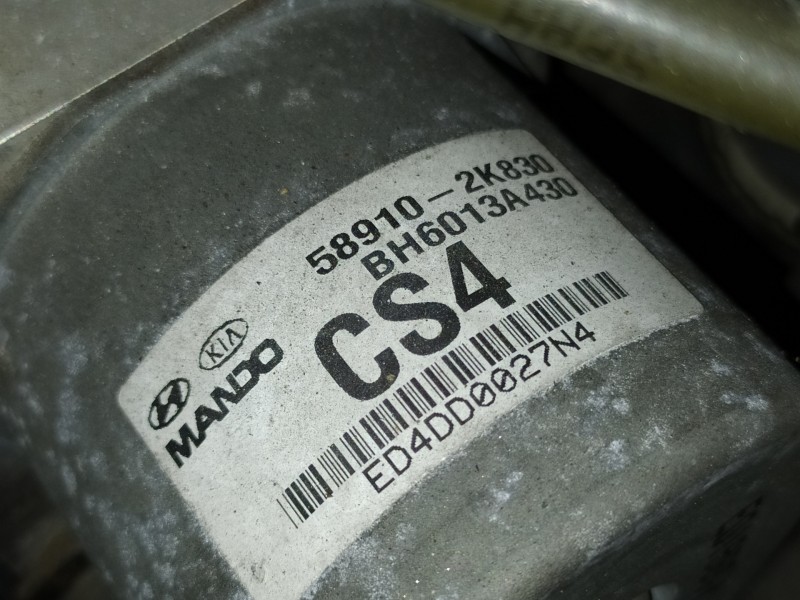 58910-2K830
BH6013A430
CS4
KIA
MANDO
ED4DD0027N4